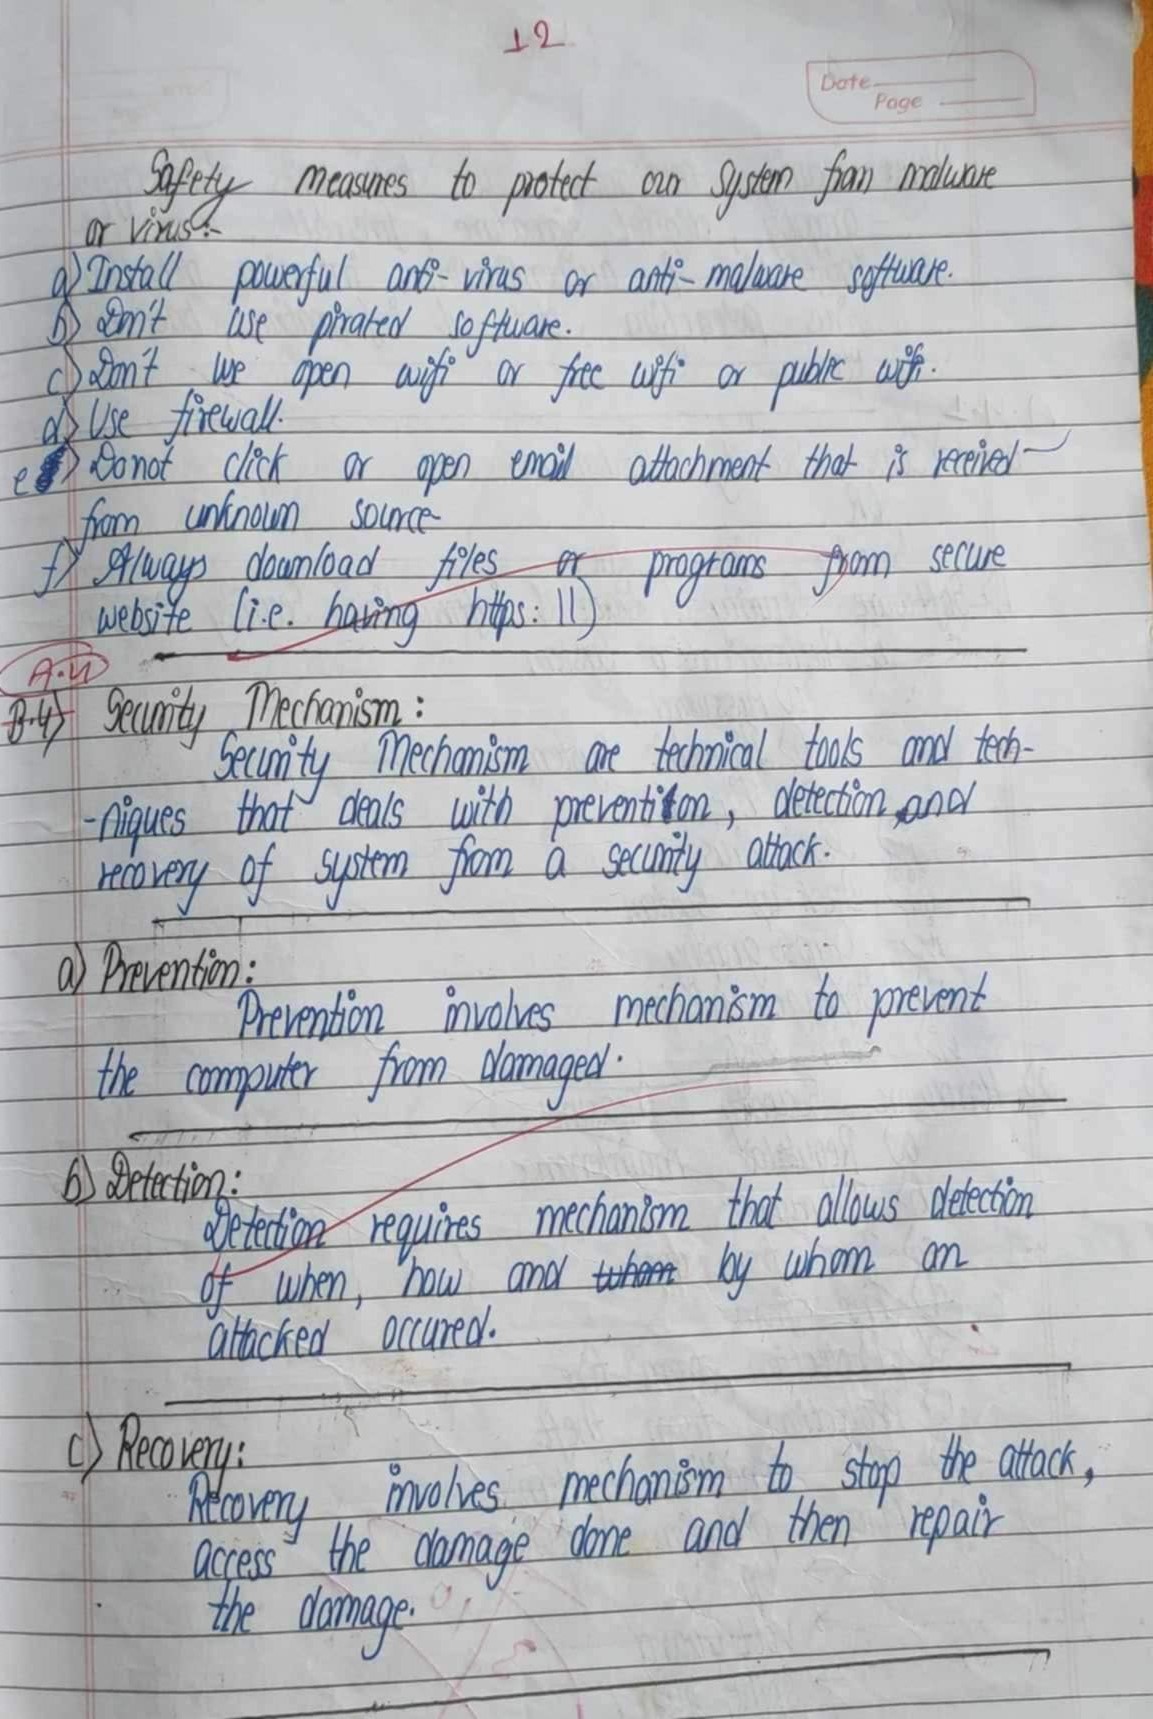 12
Date
Page
Safety measures to protect our system from malware
or virus:-
a) Install powerful anti-virus or anti-malware software.
b) Don't use pirated software.
c) Don't use open wifi or free wifi or public wifi.
d) Use firewall.
e) Donot click or open email attachment that is received
from unknown source
f) Always download files or programs from secure
website (i.e. having https: ||)
A.4
B.4) Security Mechanism:
Security Mechanism are technical tools and tech-
-niques that deals with prevention, detection and
recovery of system from a security attack.
a) Prevention:
Prevention involves mechanism to prevent
the computer from damaged.
b) Detection:
Detection requires mechanism that allows detection
of when, how and whom by whom an
attacked occured.
c) Recovery:
Recovery involves mechanism to stop the attack,
access the damage done and then repair
the damage.